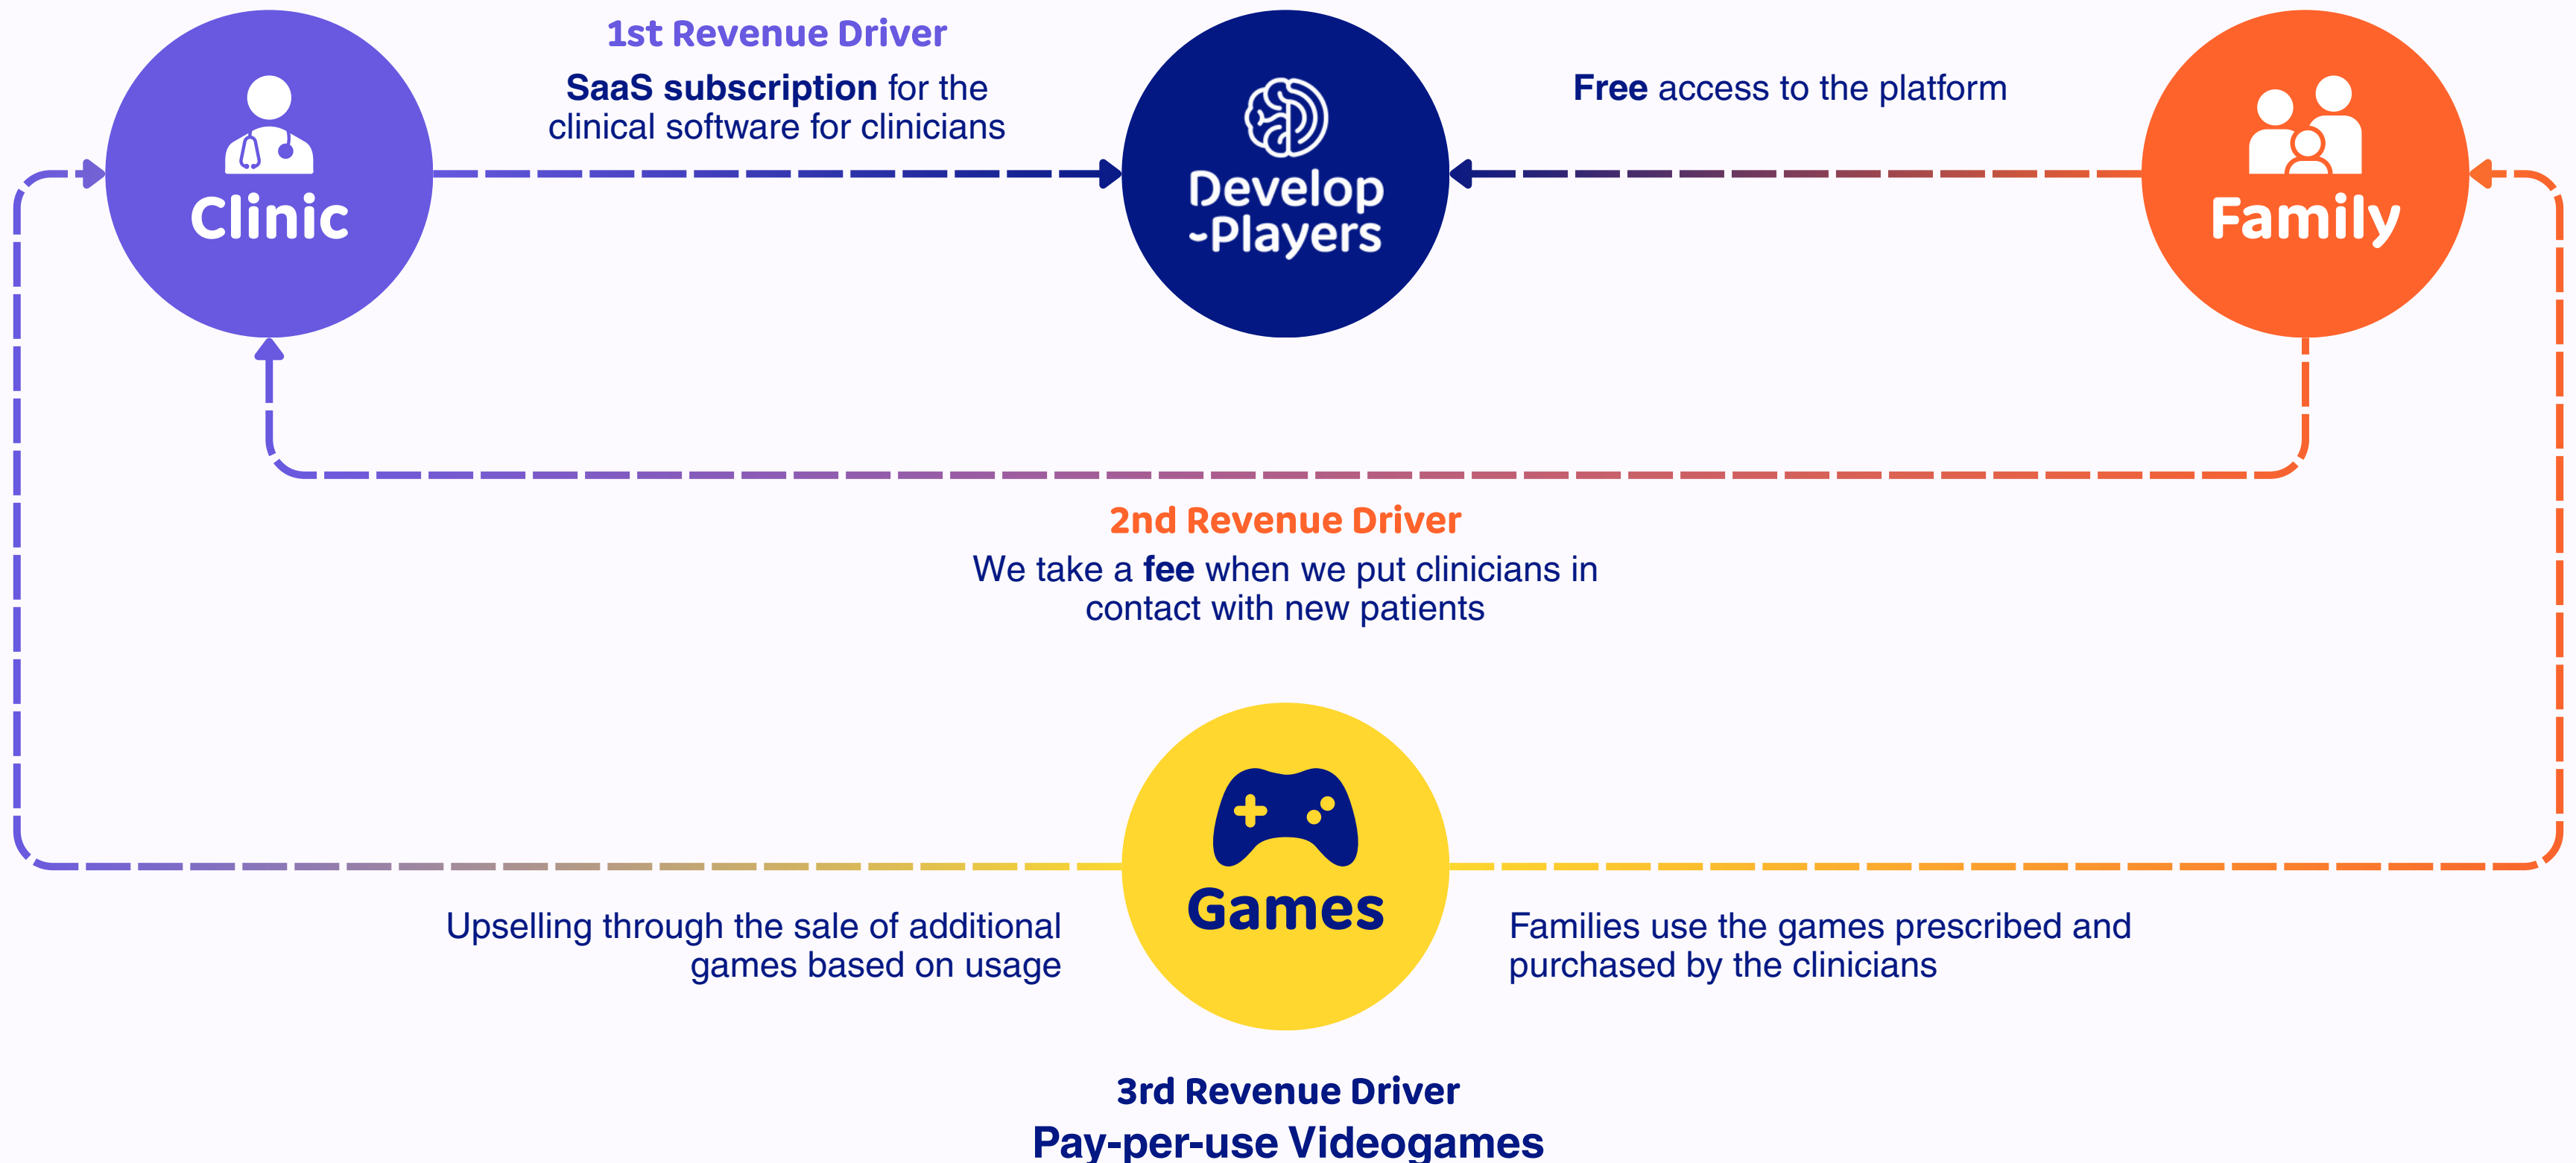 1st Revenue Driver
SaaS subscription for the
clinical software for clinicians
Free access to the platform
Clinic
Develop
-Players
Family
2nd Revenue Driver
We take a fee when we put clinicians in
contact with new patients
Games
Upselling through the sale of additional
games based on usage
Families use the games prescribed and
purchased by the clinicians
3rd Revenue Driver
Pay-per-use Videogames